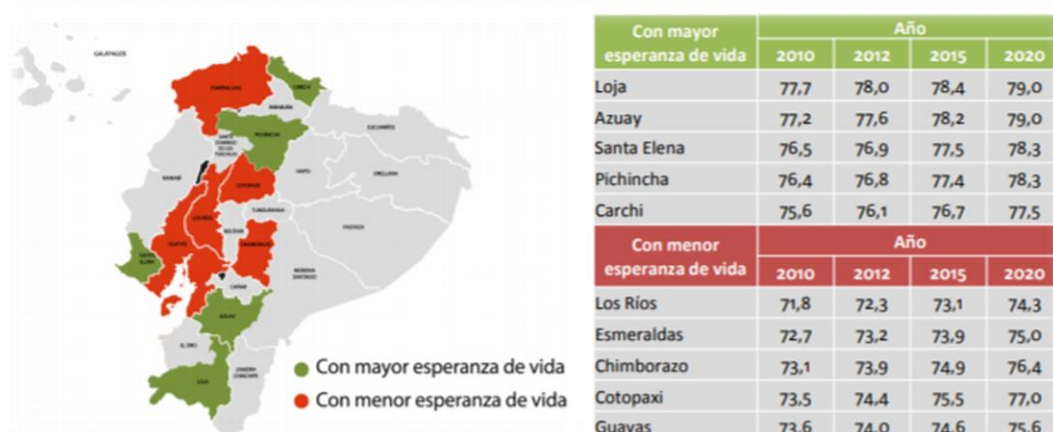 GALÁPAGOS
ESMERALDAS
CARCHI
IMBABURA
SUCUMBÍOS
PICHINCHA
SANTO
DOMINGO
DE LOS
TSÁCHILAS
MANABÍ
NAPO
ORELLANA
COTOPAXI
TUNGURAHUA
LOS RÍOS
BOLÍVAR
PASTAZA
GUAYAS
CHIMBORAZO
SANTA
ELENA
MORONA
SANTIAGO
CAÑAR
AZUAY
EL ORO
ZAMORA
CHINCHIPE
LOJA
Con mayor esperanza de vida
Con menor esperanza de vida
Con mayor esperanza de vida Año
2010 2012 2015 2020
Loja 77,7 78,0 78,4 79,0
Azuay 77,2 77,6 78,2 79,0
Santa Elena 76,5 76,9 77,5 78,3
Pichincha 76,4 76,8 77,4 78,3
Carchi 75,6 76,1 76,7 77,5
Con menor esperanza de vida Año
2010 2012 2015 2020
Los Ríos 71,8 72,3 73,1 74,3
Esmeraldas 72,7 73,2 73,9 75,0
Chimborazo 73,1 73,9 74,9 76,4
Cotopaxi 73,5 74,4 75,5 77,0
Guayas 73,6 74,0 74,6 75,6